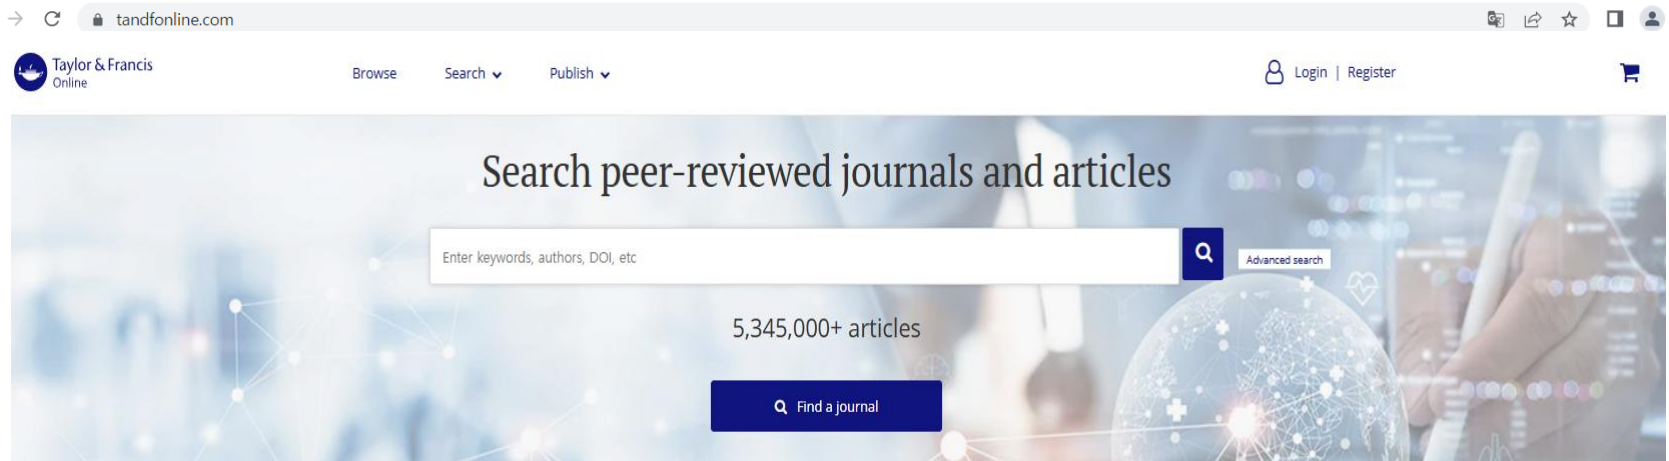 tandfonline.com
Taylor & Francis
Online
Browse
Search
Publish
Login | Register
Search peer-reviewed journals and articles
Enter keywords, authors, DOI, etc
Advanced search
5,345,000+ articles
Find a journal